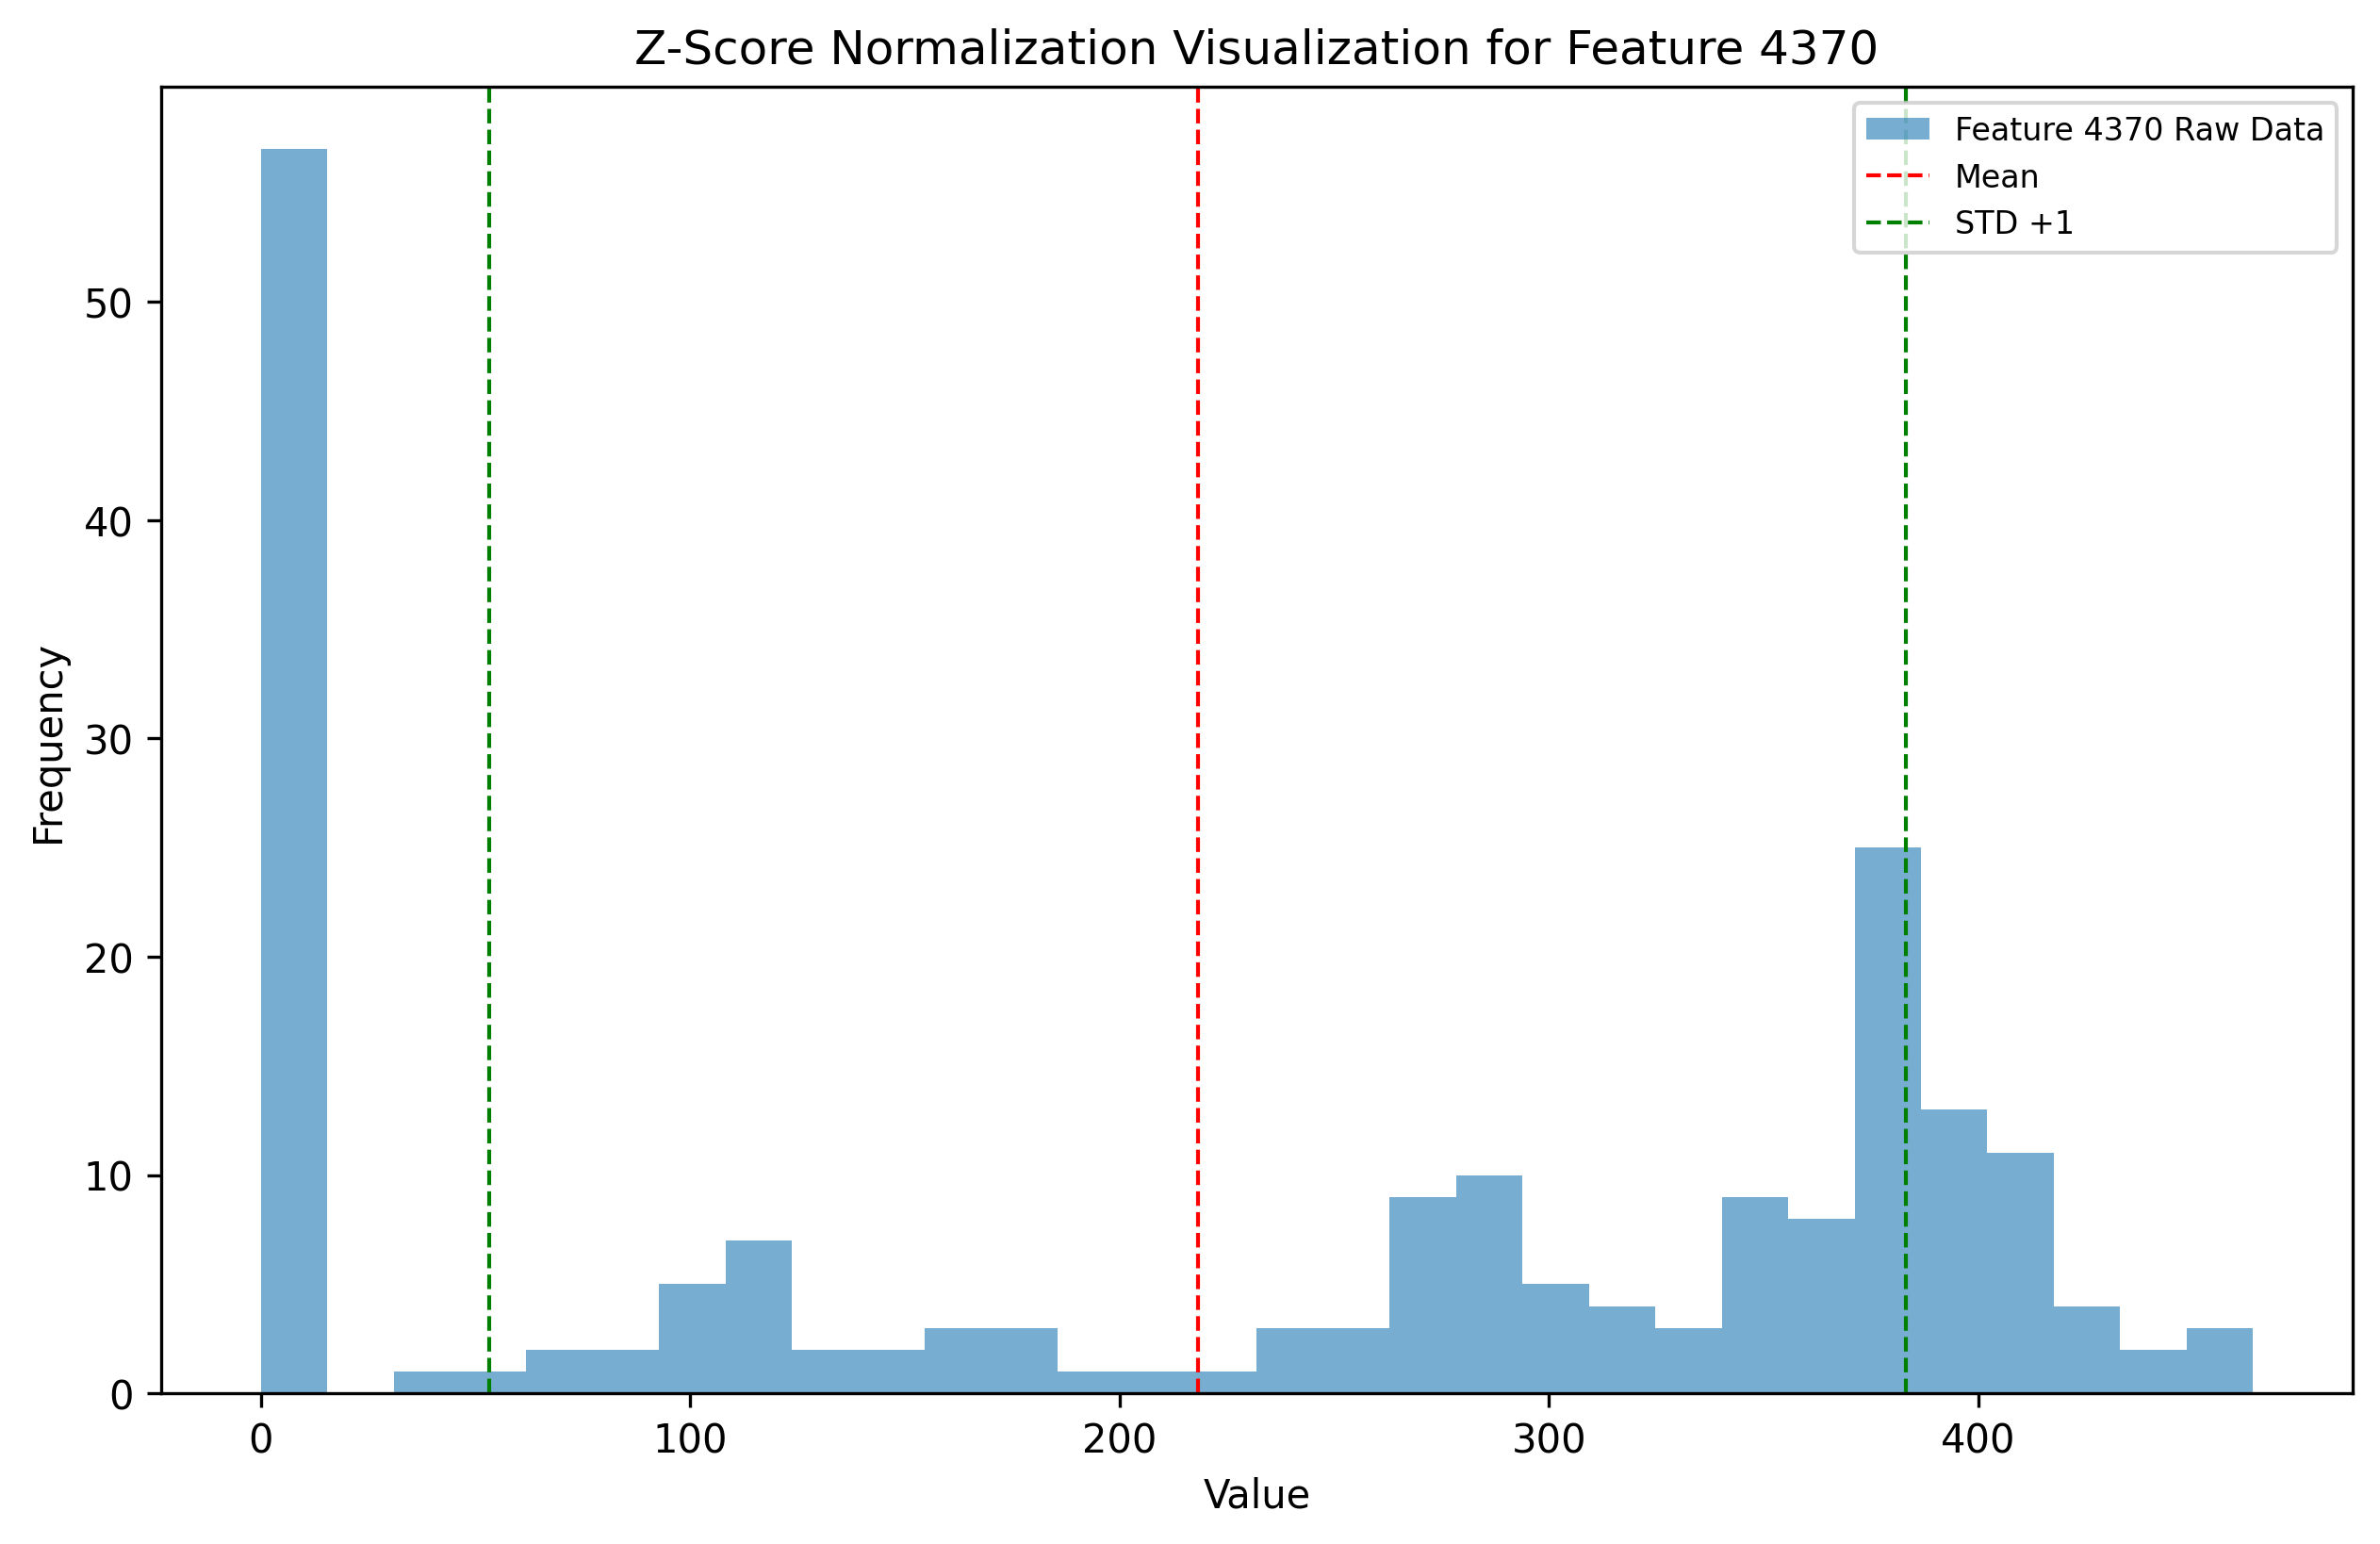 Z-Score Normalization Visualization for Feature 4370
Feature 4370 Raw Data
Mean
STD +1
50
40
30
20
10
0
Frequency
0 100 200 300 400
Value